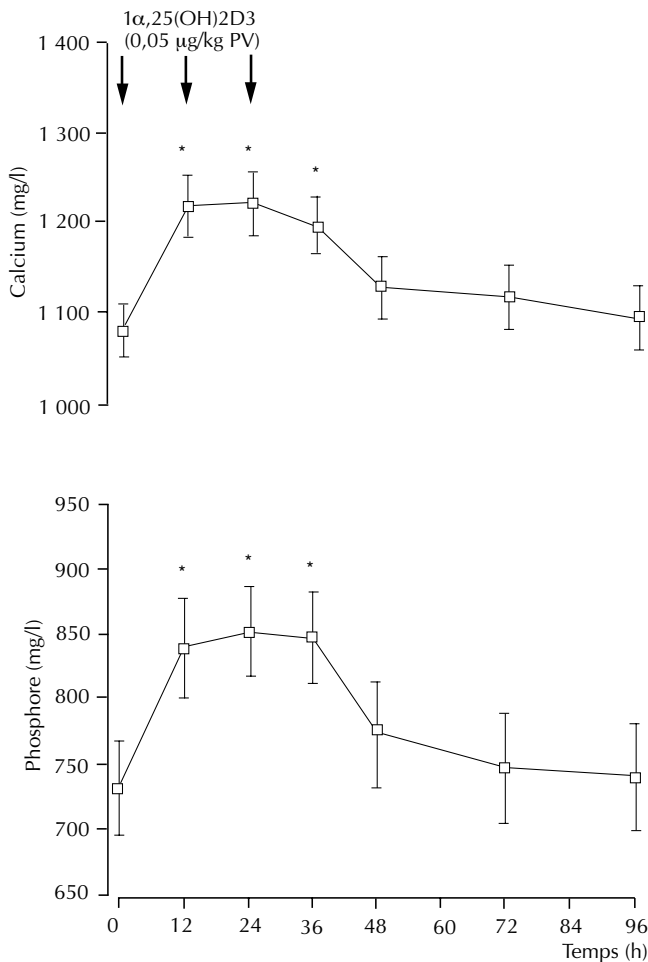 1α,25(OH)2D3
(0,05 μg/kg PV)
Calcium (mg/l)
1 400
1 300
1 200
1 100
1 000
* * *
Phosphore (mg/l)
950
900
850
800
750
700
650
* * *
0 12 24 36 48 60 72 84 96
Temps (h)